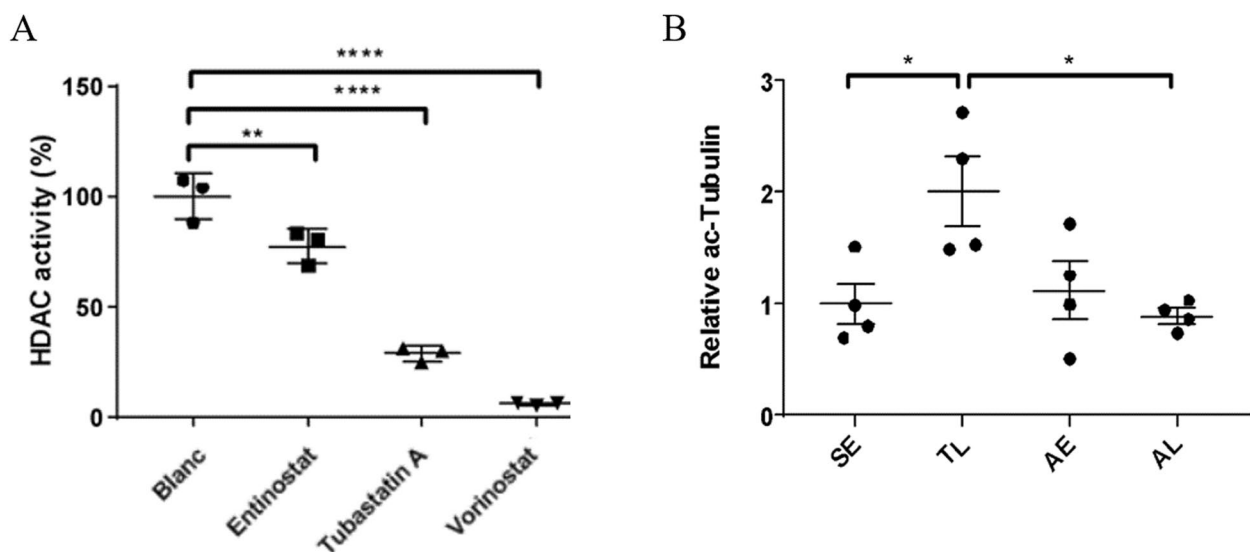 A
****
****
**
150
100
50
0
HDAC activity (%)
Blanc
Entinostat
Tubastatin A
Vorinostat
B
*
*
3
2
1
0
Relative ac-Tubulin
SE
TL
AE
AL